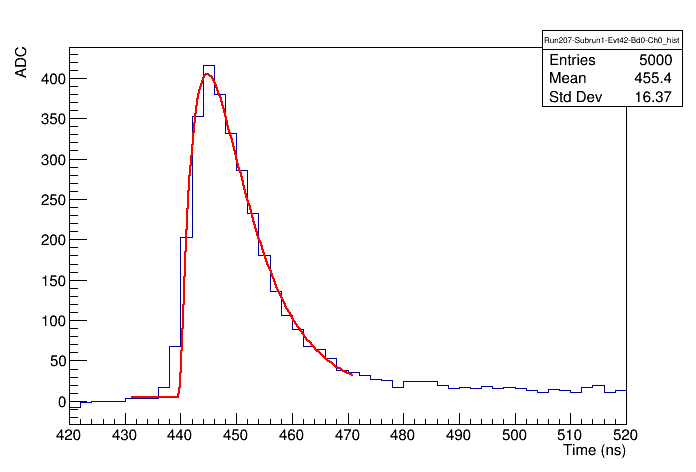 Run207-Subrun1-Evt42-Bd0-Ch0_hist
Entries 5000
Mean 455.4
Std Dev 16.37
ADC
400
350
300
250
200
150
100
50
0
420 430 440 450 460 470 480 490 500 510 520
Time (ns)